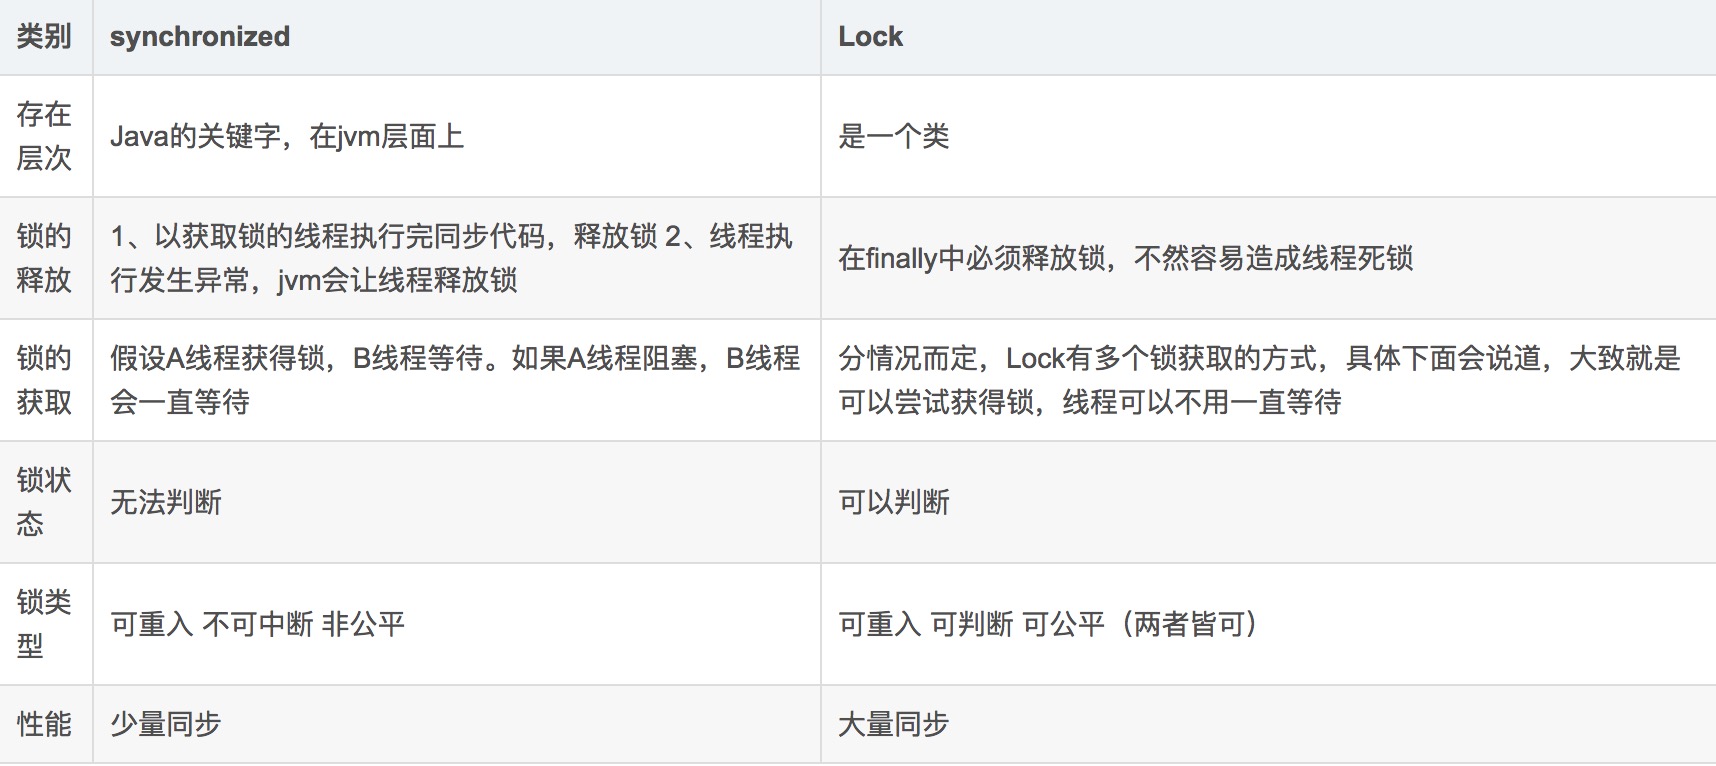 类别 synchronized Lock
存在
层次
Java的关键字，在jvm层面上
是一个类
锁的
释放
1、以获取锁的线程执行完同步代码，释放锁 2、线程执
行发生异常，jvm会让线程释放锁
在finally中必须释放锁，不然容易造成线程死锁
锁的
获取
假设A线程获得锁，B线程等待。如果A线程阻塞，B线程
会一直等待
分情况而定，Lock有多个锁获取的方式，具体下面会说道，大致就是
可以尝试获得锁，线程可以不用一直等待
锁状
态
无法判断
可以判断
锁类
型
可重入 不可中断 非公平
可重入 可判断 可公平（两者皆可）
性能 少量同步 大量同步